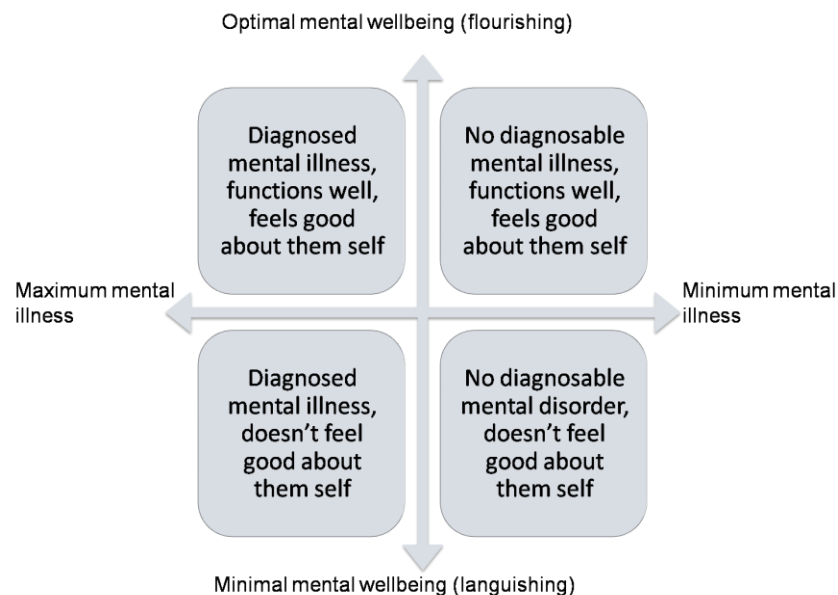 Optimal mental wellbeing (flourishing)
Diagnosed
mental illness,
functions well,
feels good
about them self
No diagnosable
mental illness,
functions well,
feels good
about them self
Maximum mental
illness
Minimum mental
illness
Diagnosed
mental illness,
doesn't feel
good about
them self
No diagnosable
mental disorder,
doesn't feel
good about
them self
Minimal mental wellbeing (languishing)